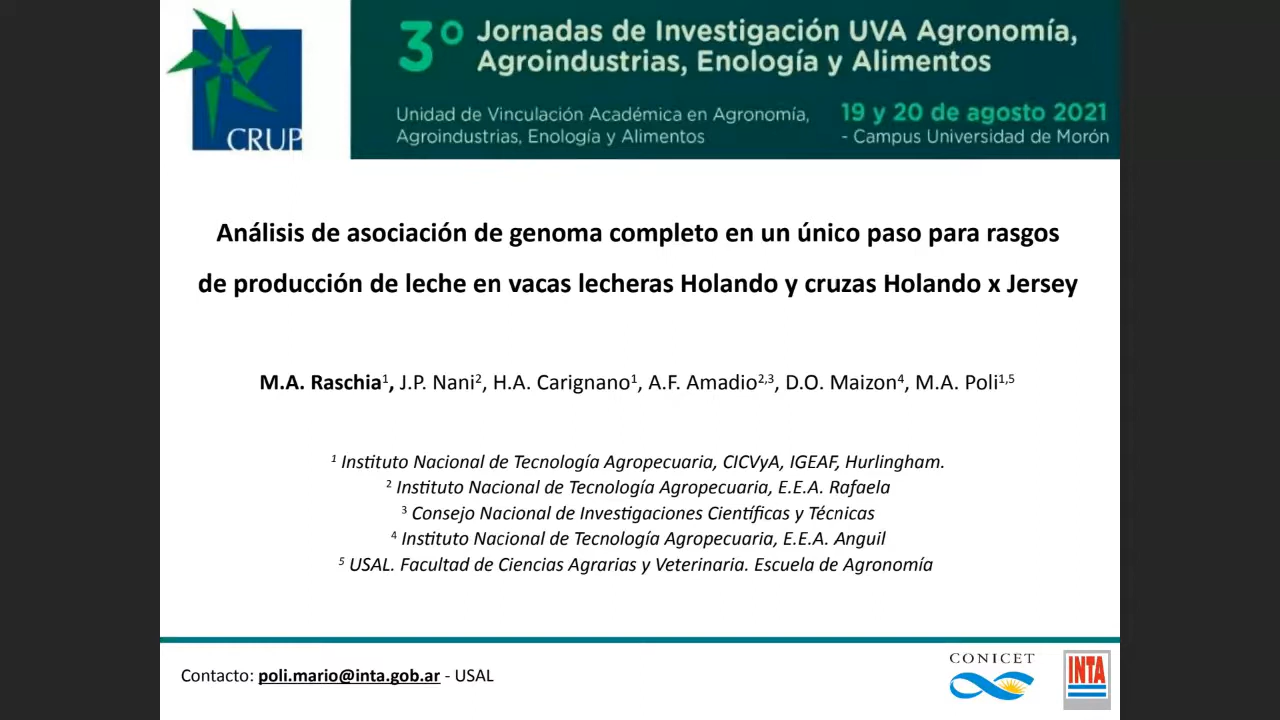 CRUP
3º Jornadas de Investigación UVA Agronomía,
Agroindustrias, Enología y Alimentos
Unidad de Vinculación Académica en Agronomía,
Agroindustrias, Enología y Alimentos
19 y 20 de agosto 2021
- Campus Universidad de Morón
Análisis de asociación de genoma completo en un único paso para rasgos
de producción de leche en vacas lecheras Holando y cruzas Holando x Jersey
M.A. Raschia¹, J.P. Nani², H.A. Carignano¹, A.F. Amadio²,³, D.O. Maizon⁴, M.A. Poli¹,⁵
¹ Instituto Nacional de Tecnología Agropecuaria, CICVyA, IGEAF, Hurlingham.
² Instituto Nacional de Tecnología Agropecuaria, E.E.A. Rafaela
³ Consejo Nacional de Investigaciones Científicas y Técnicas
⁴ Instituto Nacional de Tecnología Agropecuaria, E.E.A. Anguil
⁵ USAL. Facultad de Ciencias Agrarias y Veterinaria. Escuela de Agronomía
Contacto: poli.mario@inta.gob.ar - USAL
CONICET
INTA